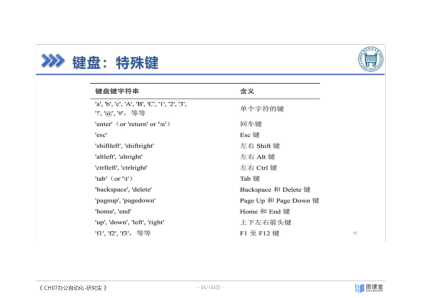 键盘：特殊键
键盘键字符串 含义
'a', 'b', 'c', 'A', 'B', 'C', '1', '2', '3',
'!', '@', '#'，等等 单个字符的键
'enter'（or 'return' or '\n'） 回车键
'esc' Esc 键
'shiftleft', 'shiftright' 左右 Shift 键
'altleft', 'altright' 左右 Alt 键
'ctrlleft', 'ctrlright' 左右 Ctrl 键
'tab'（or '\t'） Tab 键
'backspace', 'delete' Backspace 和 Delete 键
'pageup', 'pagedown' Page Up 和 Page Down 键
'home', 'end' Home 和 End 键
'up', 'down', 'left', 'right' 上下左右箭头键
'f1', 'f2', 'f3'，等等 F1 至 F12 键
《 CH07办公自动化-研究生 》
雨课堂